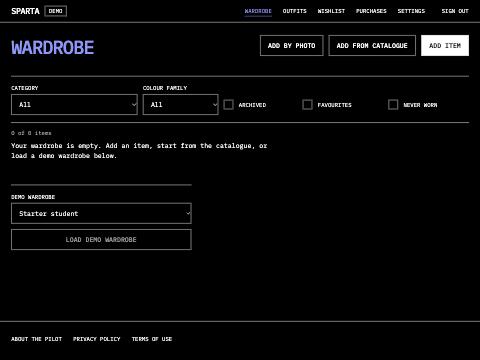 SPARTA DEMO WARDROBE OUTFITS WISHLIST PURCHASES SETTINGS SIGN OUT
WARDROBE ADD BY PHOTO ADD FROM CATALOGUE ADD ITEM
CATEGORY COLOUR FAMILY
All All ARCHIVED FAVOURITES NEVER WORN
0 of 0 items
Your wardrobe is empty. Add an item, start from the catalogue, or
load a demo wardrobe below.
DEMO WARDROBE
Starter student
LOAD DEMO WARDROBE
ABOUT THE PILOT PRIVACY POLICY TERMS OF USE